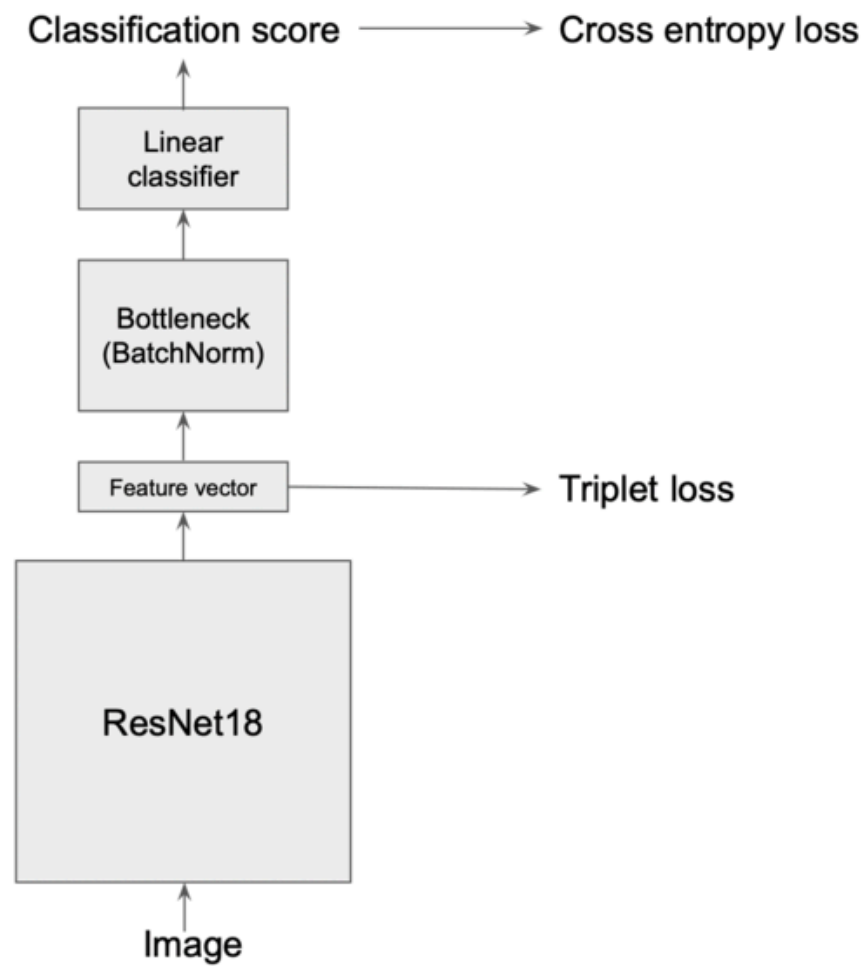 Classification score
Cross entropy loss
Linear
classifier
Bottleneck
(BatchNorm)
Feature vector
Triplet loss
ResNet18
Image